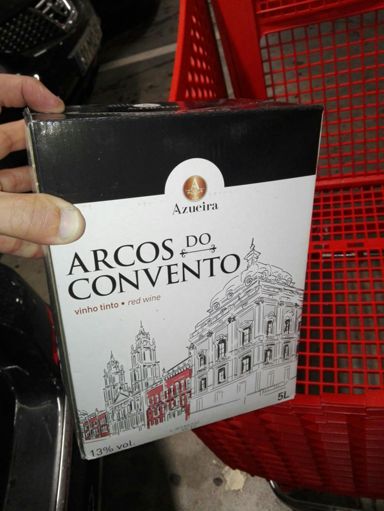 A
Azueira
ARCOS DO
CONVENTO
vinho tinto • red wine
5L
13% vol.